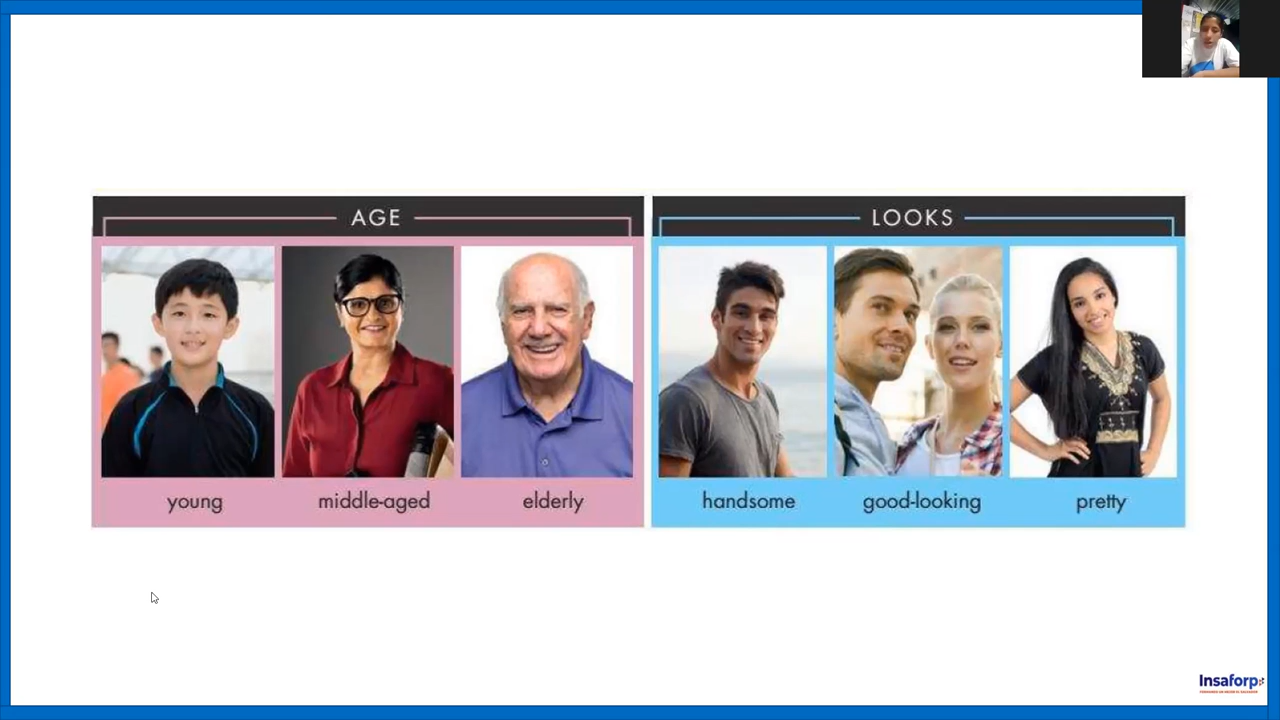 AGE
young middle-aged elderly
LOOKS
handsome good-looking pretty
Insaforp